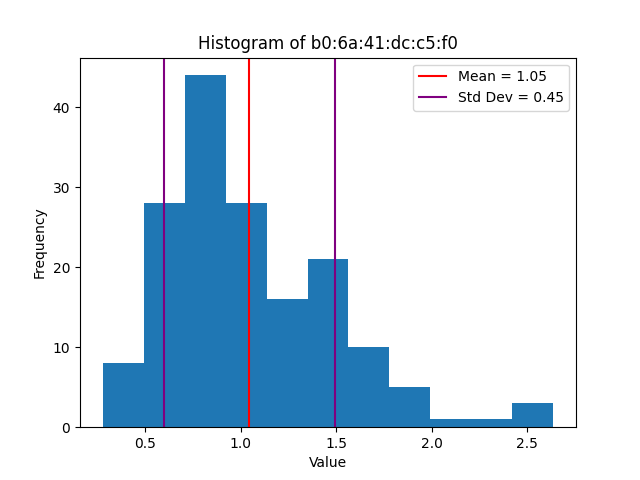 Histogram of b0:6a:41:dc:c5:f0
Mean = 1.05
Std Dev = 0.45
Frequency
40
30
20
10
0
0.5 1.0 1.5 2.0 2.5
Value